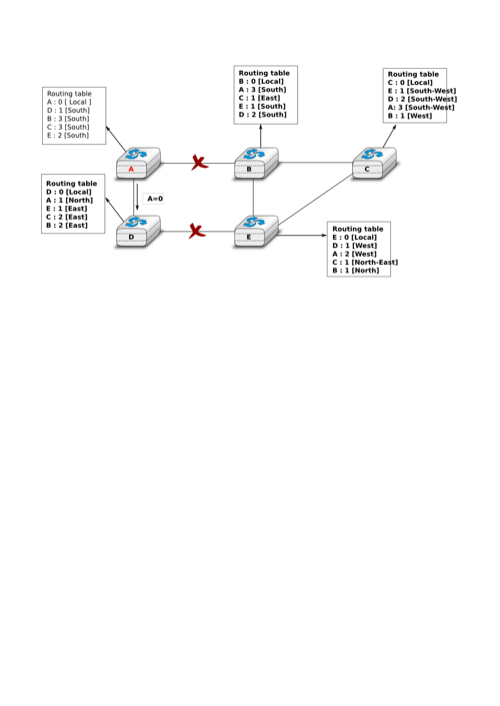 Routing table
A : 0 [ Local ]
D : 1 [South]
B : 3 [South]
C : 3 [South]
E : 2 [South]
Routing table
B : 0 [Local]
A : 3 [South]
C : 1 [East]
E : 1 [South]
D : 2 [South]
Routing table
C : 0 [Local]
E : 1 [South-West]
D : 2 [South-West]
A: 3 [South-West]
B : 1 [West]
A
B
C
Routing table
D : 0 [Local]
A : 1 [North]
E : 1 [East]
C : 2 [East]
B : 2 [East]
A=0
D
E
Routing table
E : 0 [Local]
D : 1 [West]
A : 2 [West]
C : 1 [North-East]
B : 1 [North]